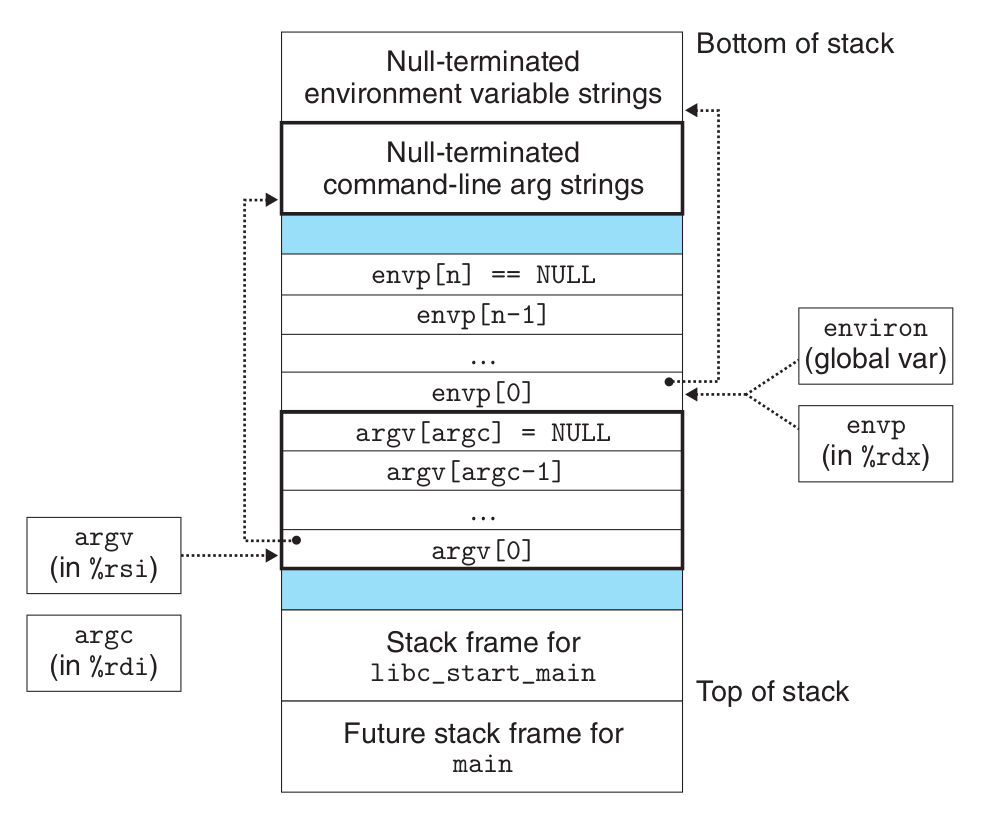 Bottom of stack
Null-terminated
environment variable strings
Null-terminated
command-line arg strings
envp[n] == NULL
envp[n-1]
...
envp[0]
environ
(global var)
envp
(in %rdx)
argv[argc] = NULL
argv[argc-1]
...
argv[0]
argv
(in %rsi)
argc
(in %rdi)
Stack frame for
libc_start_main
Top of stack
Future stack frame for
main